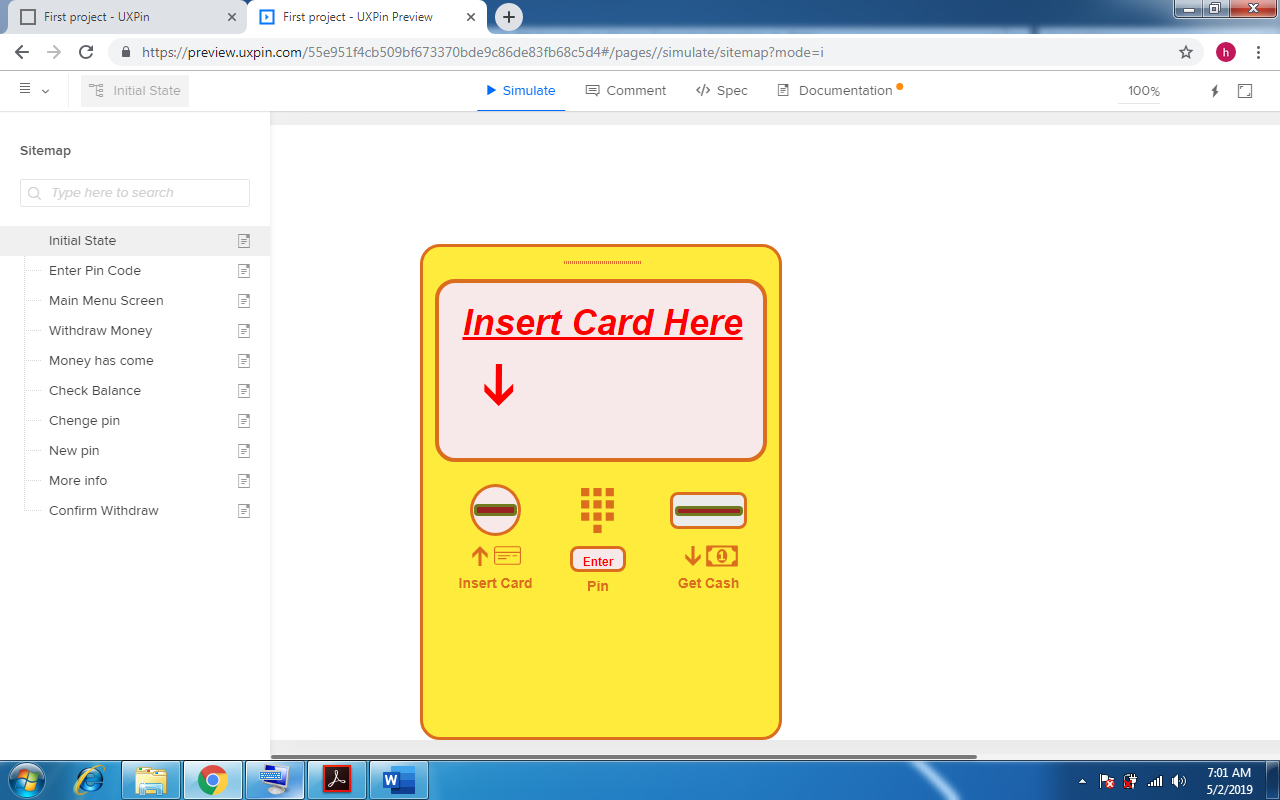 First project - UXPin
First project - UXPin Preview
https://preview.uxpin.com/55e951f4cb509bf673370bde9c86de83fb68c5d4#/pages//simulate/sitemap?mode=i
h
Initial State
Simulate
Comment
Spec
Documentation
100%
Sitemap
Type here to search
Initial State
Enter Pin Code
Main Menu Screen
Withdraw Money
Money has come
Check Balance
Chenge pin
New pin
More info
Confirm Withdraw
Insert Card Here
1
Enter
Insert Card
Pin
Get Cash
7:01 AM
5/2/2019